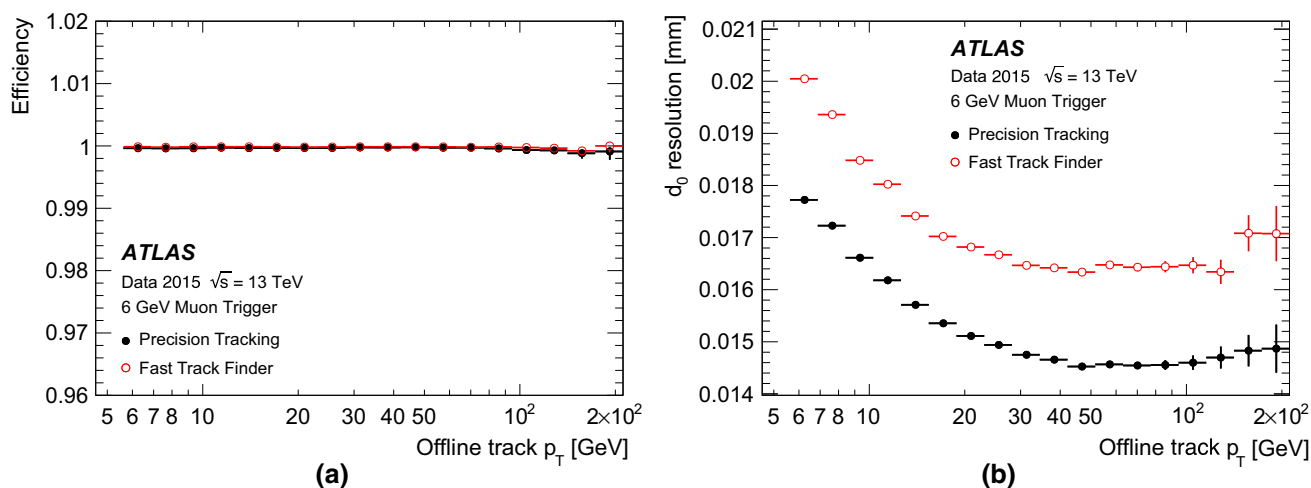 Efficiency
1.02
1.01
1
0.99
0.98
0.97
0.96
ATLAS
Data 2015 √s = 13 TeV
6 GeV Muon Trigger
Precision Tracking
Fast Track Finder
5 6 7 8 10 20 30 40 50 10² 2×10²
Offline track p_T [GeV]
(a)
d₀ resolution [mm]
0.021
0.02
0.019
0.018
0.017
0.016
0.015
0.014
ATLAS
Data 2015 √s = 13 TeV
6 GeV Muon Trigger
Precision Tracking
Fast Track Finder
5 6 7 8 10 20 30 40 50 10² 2×10²
Offline track p_T [GeV]
(b)